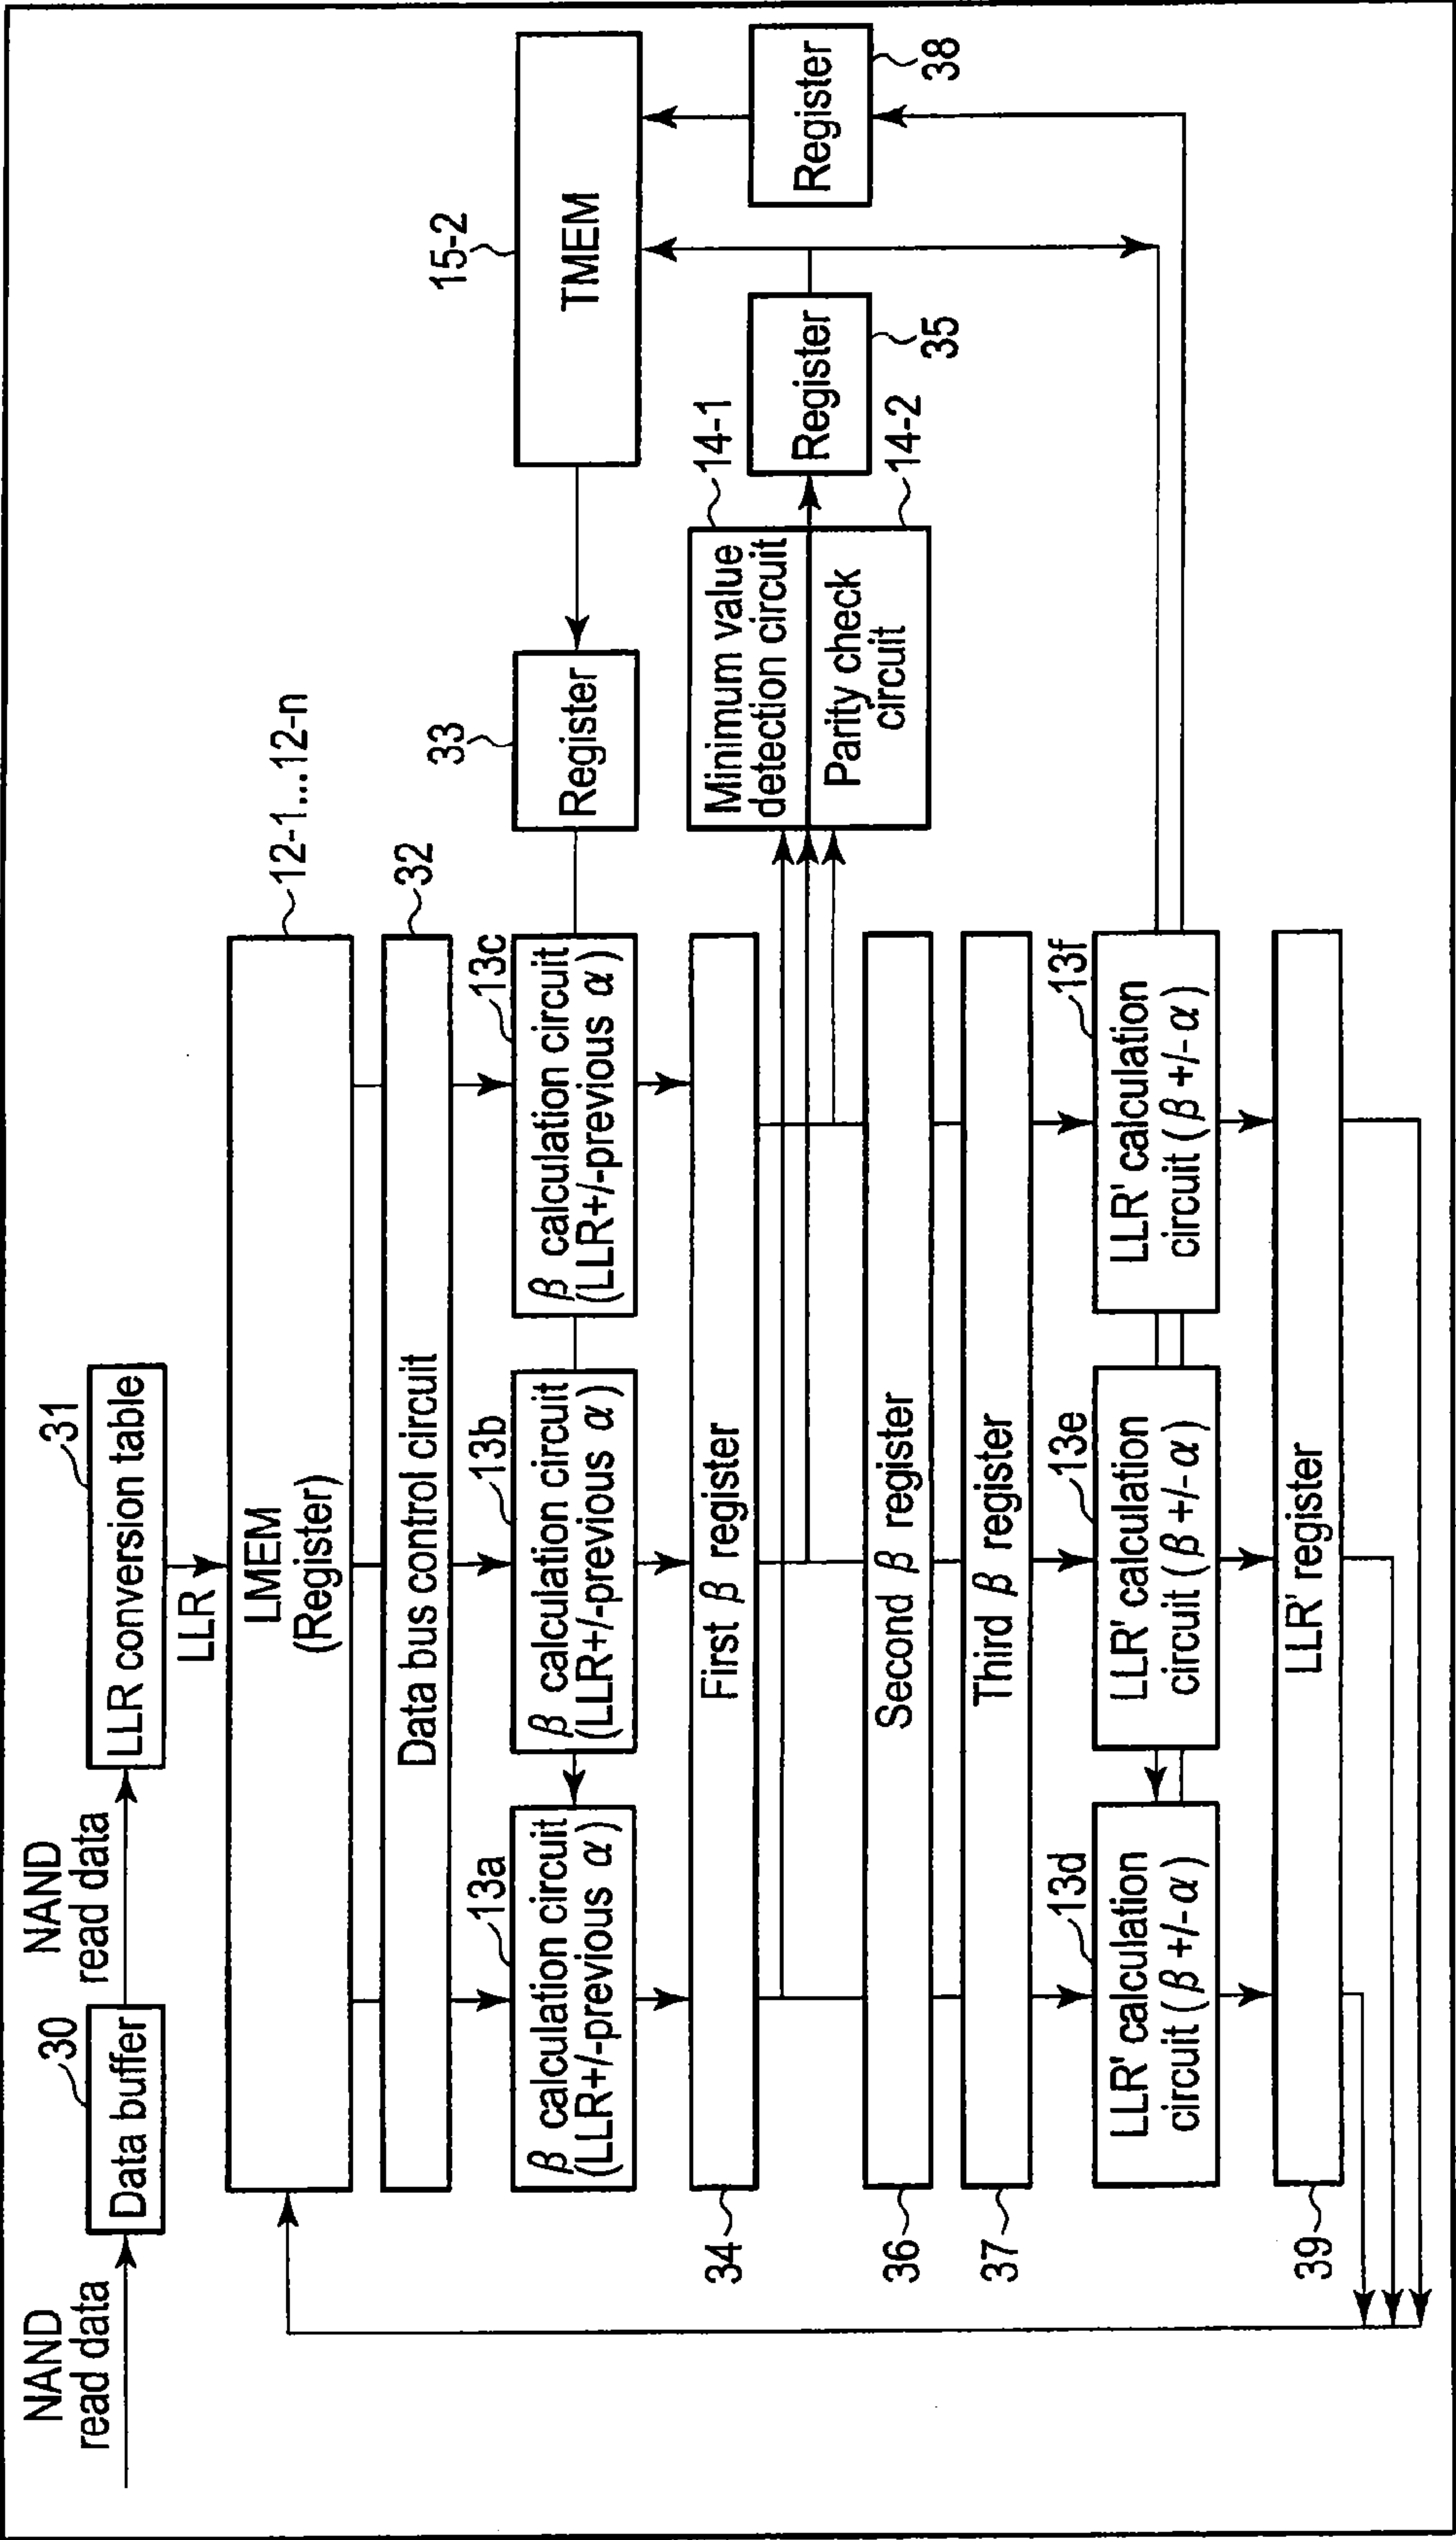 NAND
read data
30
Data buffer
NAND
read data
31
LLR conversion table
LLR
12-1...12-n
LMEM
(Register)
32
Data bus control circuit
13a
β calculation circuit
(LLR+/-previous α)
13b
β calculation circuit
(LLR+/-previous α)
13c
β calculation circuit
(LLR+/-previous α)
33
Register
15-2
TMEM
34
First β register
14-1
Minimum value
detection circuit
Parity check
circuit
14-2
Register
35
Register
38
36
Second β register
37
Third β register
13d
LLR' calculation
circuit (β+/-α)
13e
LLR' calculation
circuit (β+/-α)
13f
LLR' calculation
circuit (β+/-α)
39
LLR' register